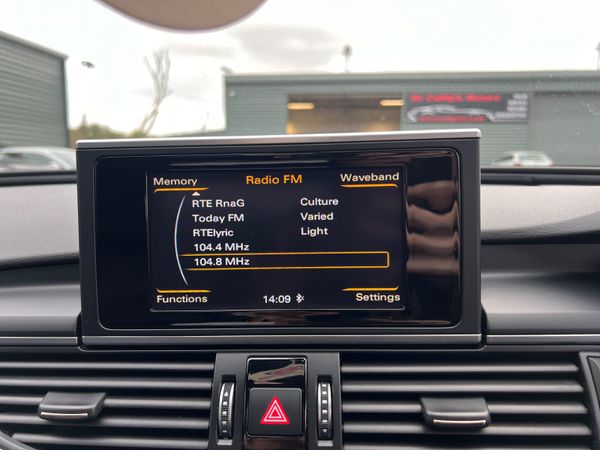 Memory Radio FM Waveband
RTE RnaG Culture
Today FM Varied
RTElyric Light
104.4 MHz
104.8 MHz
Functions 14:09 Settings